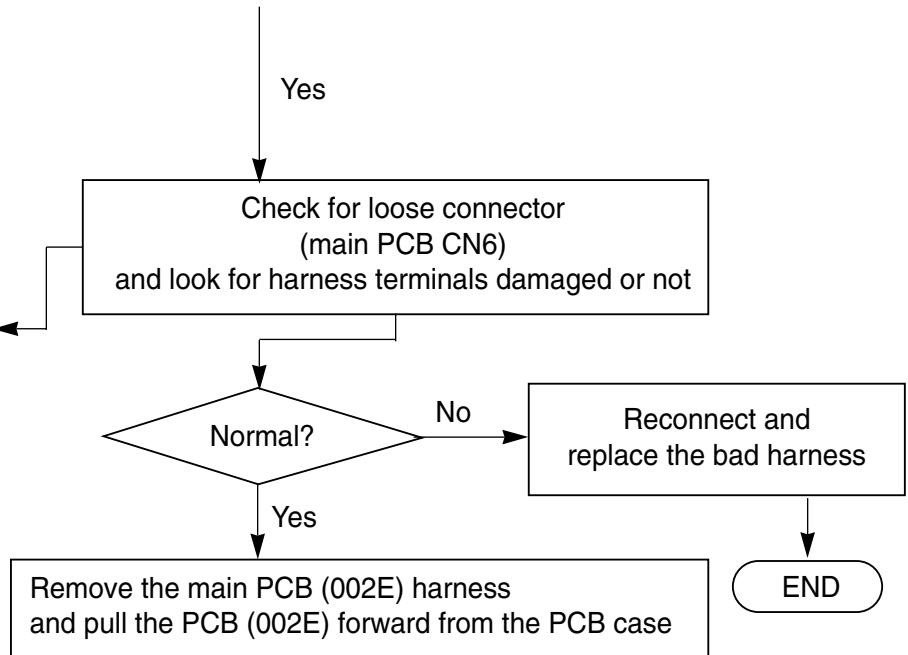 Yes
Check for loose connector
(main PCB CN6)
and look for harness terminals damaged or not
Normal?
No
Reconnect and
replace the bad harness
Yes
END
Remove the main PCB (002E) harness
and pull the PCB (002E) forward from the PCB case